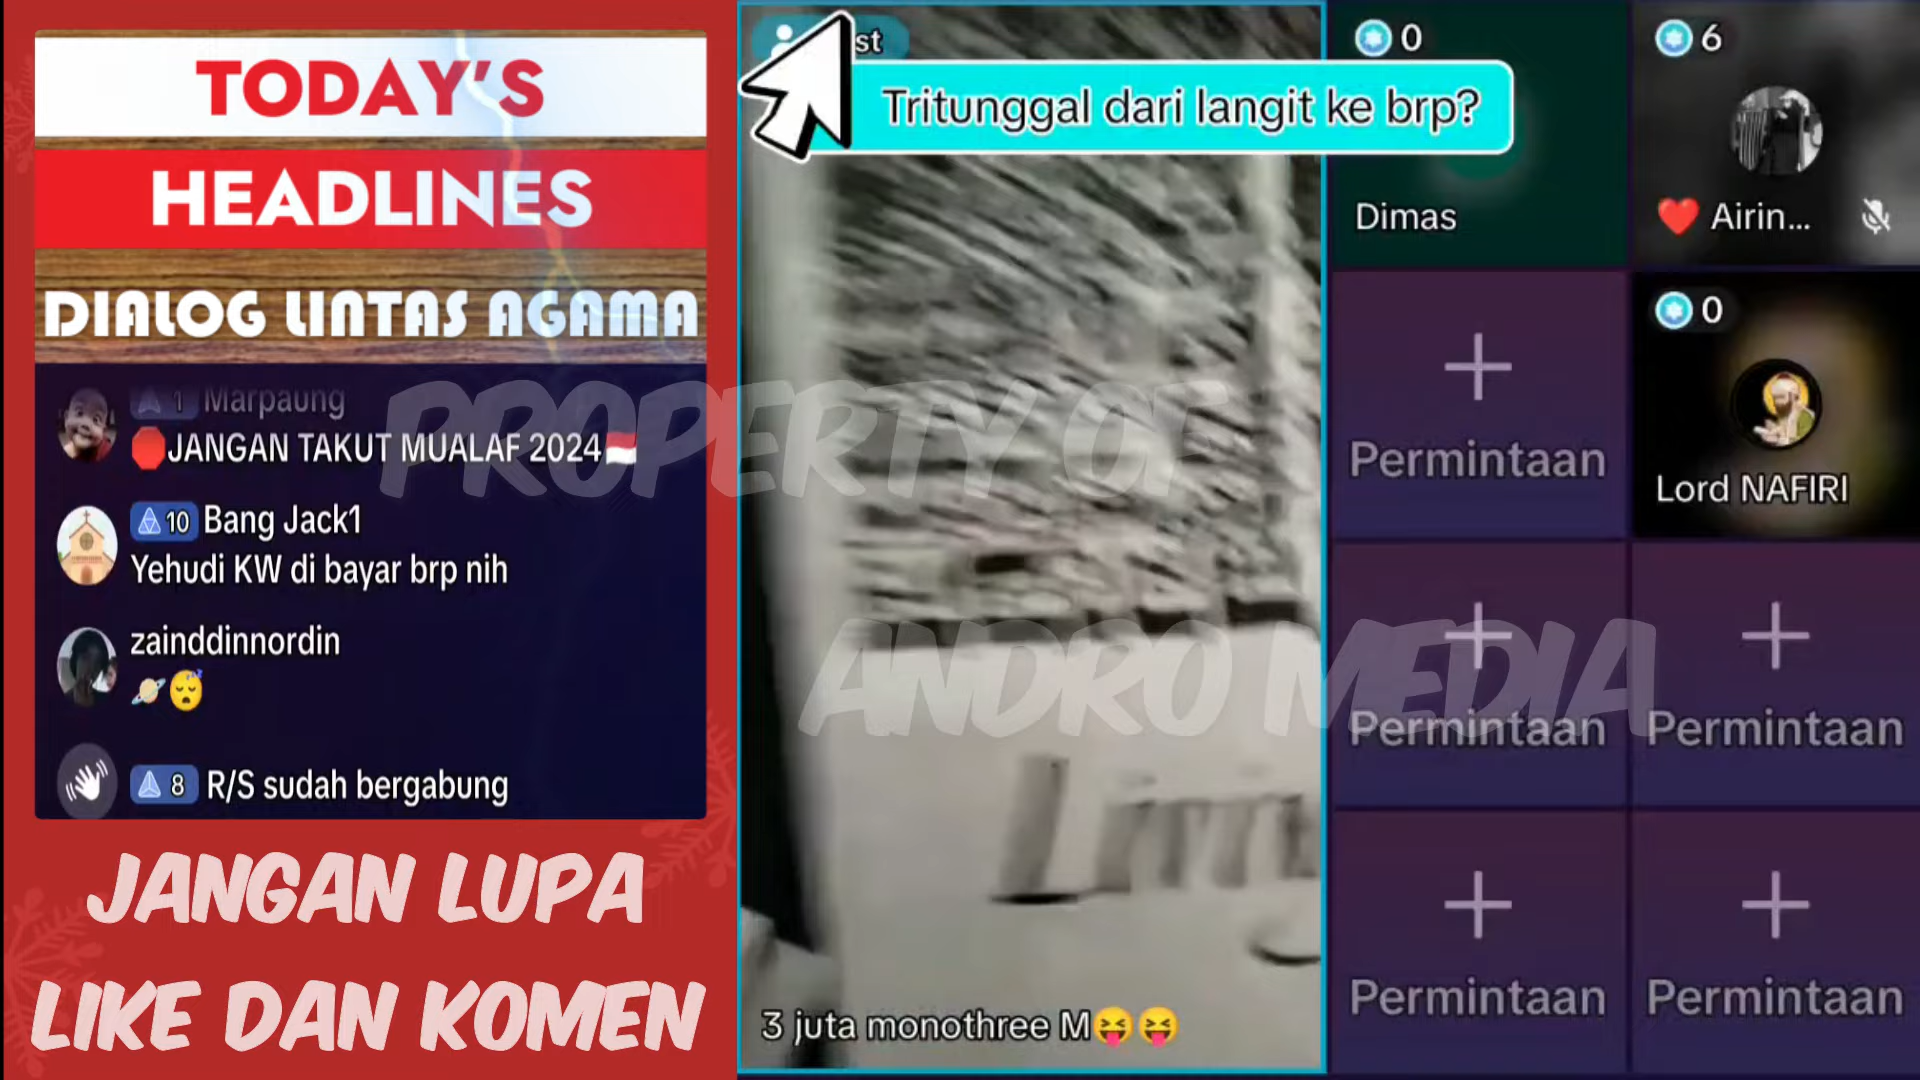 TODAY'S
HEADLINES
DIALOG LINTAS AGAMA
1 Marpaung
JANGAN TAKUT MUALAF 2024
10 Bang Jack1
Yehudi KW di bayar brp nih
zainddinnordin
8 R/S sudah bergabung
JANGAN LUPA
LIKE DAN KOMEN
st
Tritunggal dari langit ke brp?
3 juta monothree M
0
Dimas
6
Airin...
Permintaan
0
Lord NAFIRI
Permintaan
Permintaan
Permintaan
Permintaan
PROPERTY OF
ANDRO MEDIA